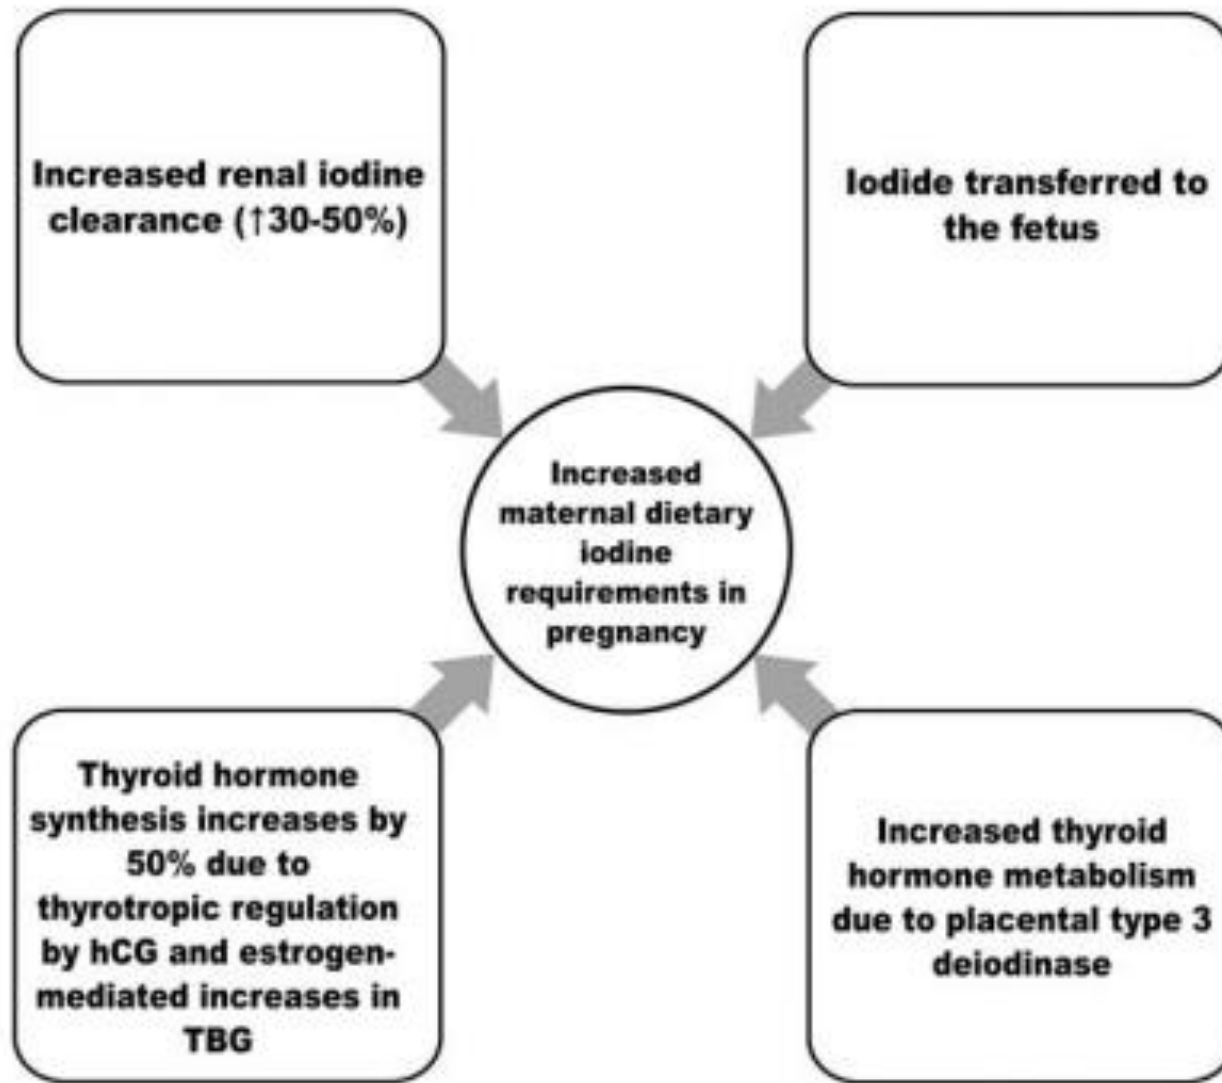 Increased renal iodine
clearance (↑30-50%)
Iodide transferred to
the fetus
Increased
maternal dietary
iodine
requirements in
pregnancy
Thyroid hormone
synthesis increases by
50% due to
thyrotropic regulation
by hCG and estrogen-
mediated increases in
TBG
Increased thyroid
hormone metabolism
due to placental type 3
deiodinase